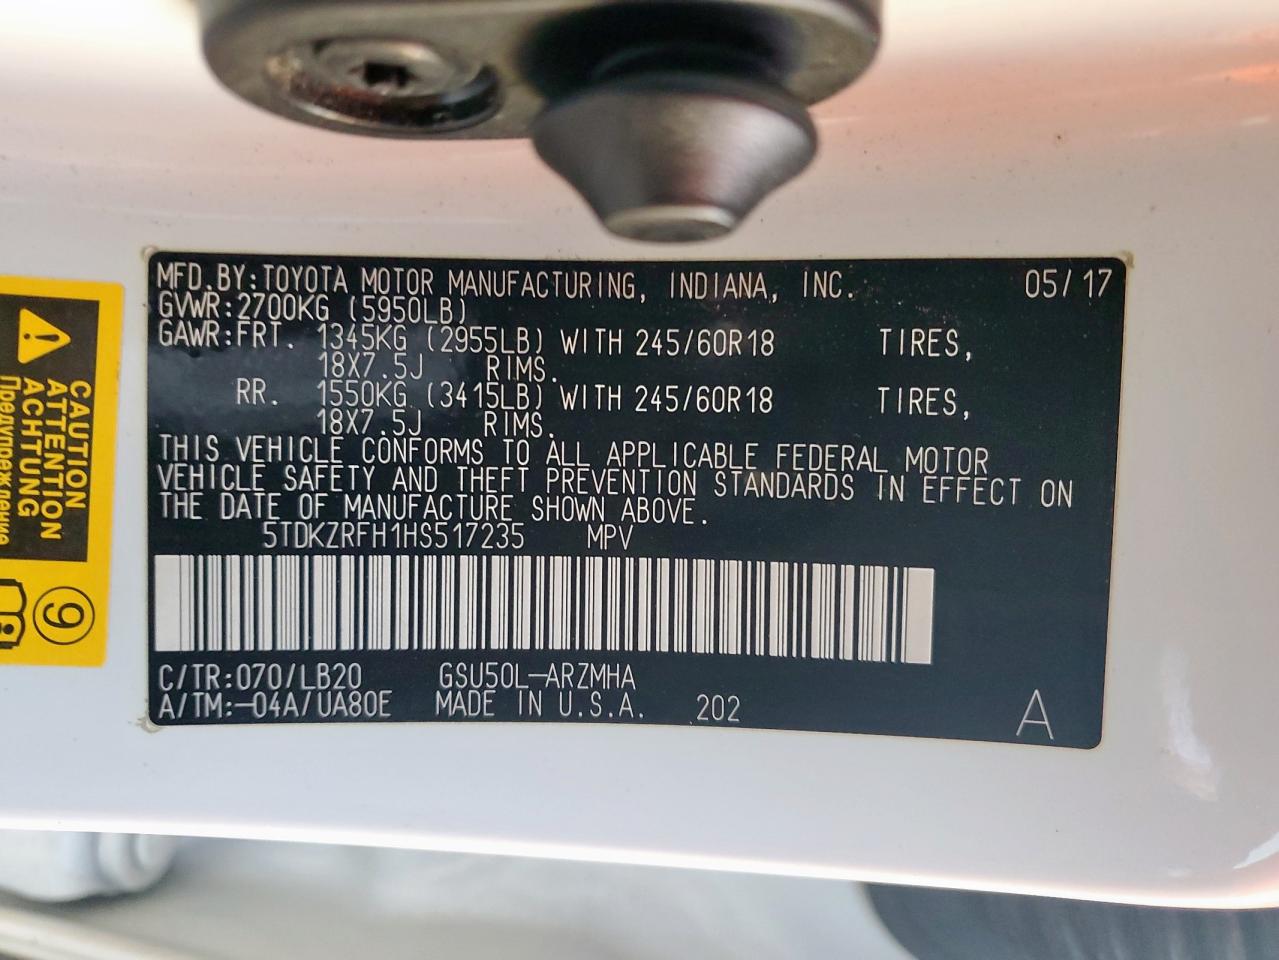 MFD.BY:TOYOTA MOTOR MANUFACTURING, INDIANA, INC. 05/17
GVWR:2700KG (5950LB)
GAWR:FRT. 1345KG (2955LB) WITH 245/60R18 TIRES,
18X7.5J RIMS.
RR. 1550KG (3415LB) WITH 245/60R18 TIRES,
18X7.5J RIMS.
THIS VEHICLE CONFORMS TO ALL APPLICABLE FEDERAL MOTOR
VEHICLE SAFETY AND THEFT PREVENTION STANDARDS IN EFFECT ON
THE DATE OF MANUFACTURE SHOWN ABOVE.
5TDKZRFH1HS517235 MPV
C/TR:070/LB20 GSU50L-ARZMHA
A/TM:-04A/UA80E MADE IN U.S.A. 202
A
CAUTION
ATTENTION
ACHTUNG
Предупреждение
9